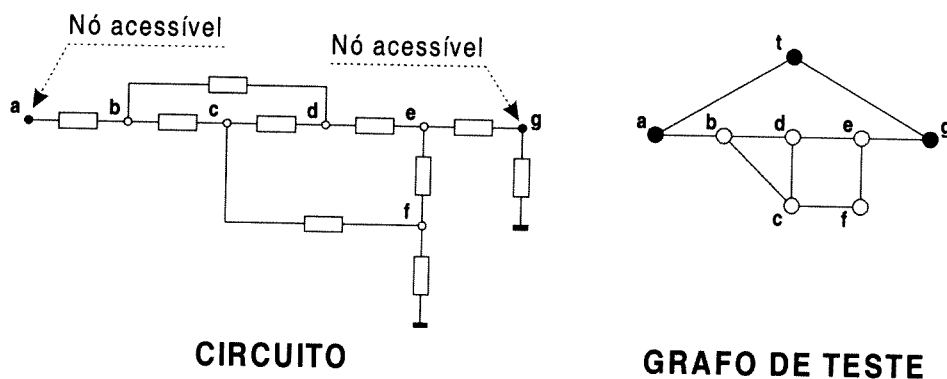 Nó acessível
Nó acessível
a
b
c
d
e
g
f
CIRCUITO
t
a
b
d
e
g
c
f
GRAFO DE TESTE